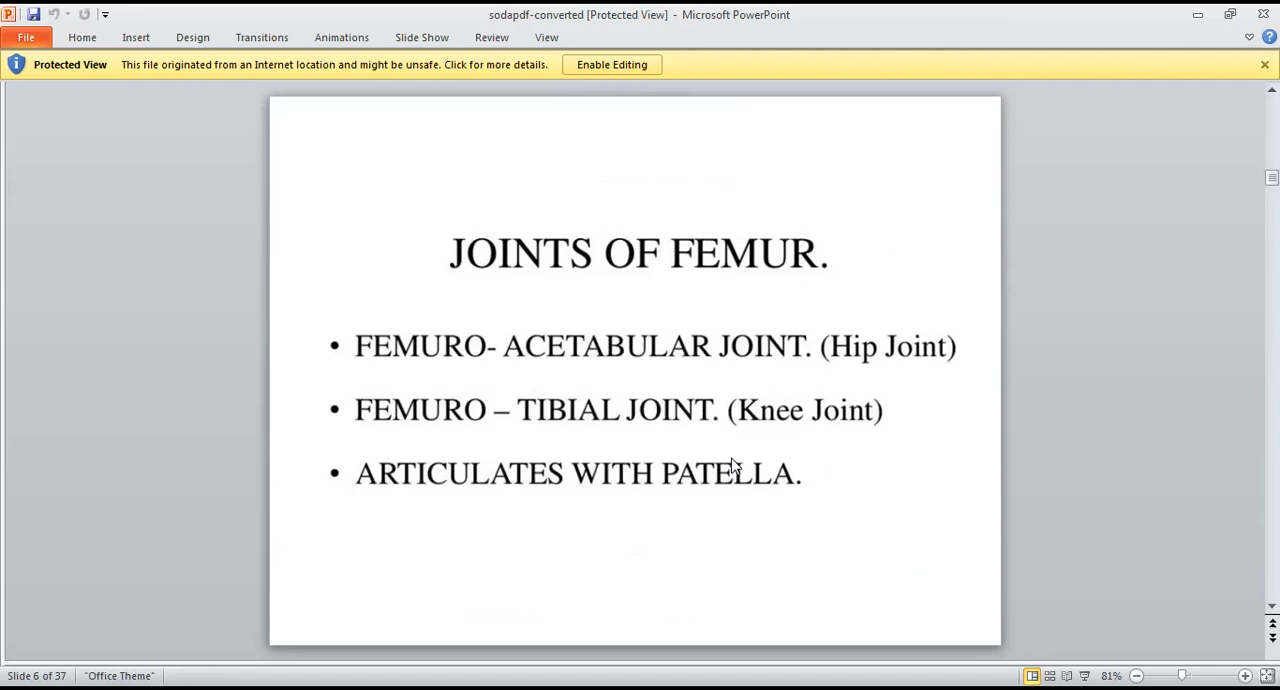 sodapdf-converted [Protected View] - Microsoft PowerPoint
File Home Insert Design Transitions Animations Slide Show Review View
Protected View This file originated from an Internet location and might be unsafe. Click for more details. Enable Editing
JOINTS OF FEMUR.
• FEMURO- ACETABULAR JOINT. (Hip Joint)
• FEMURO – TIBIAL JOINT. (Knee Joint)
• ARTICULATES WITH PATELLA.
Slide 6 of 37 "Office Theme" 81%